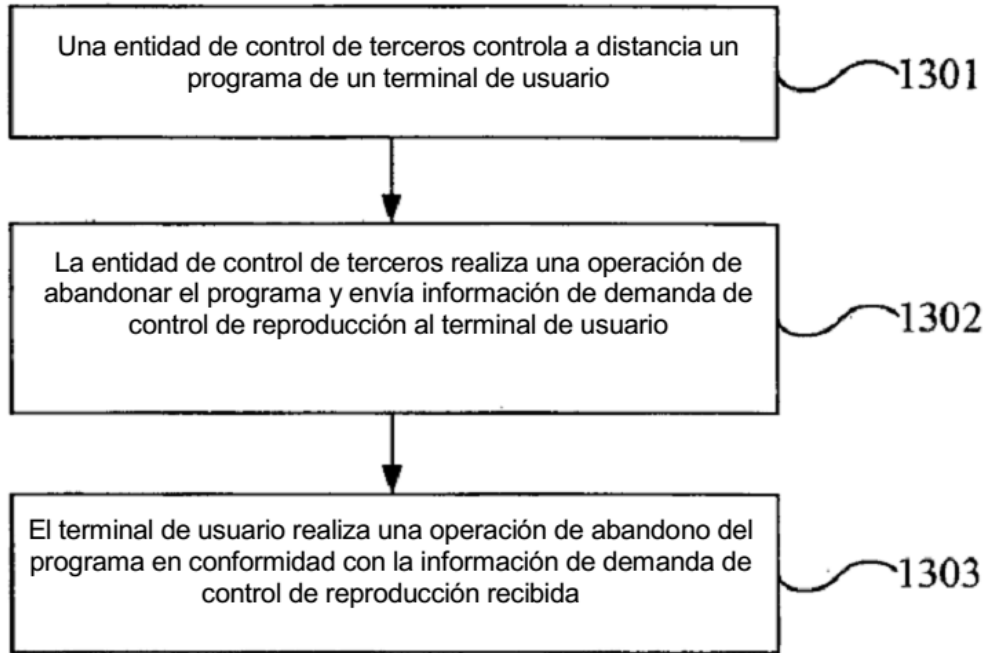 Una entidad de control de terceros controla a distancia un
programa de un terminal de usuario
1301
La entidad de control de terceros realiza una operación de
abandonar el programa y envía información de demanda de
control de reproducción al terminal de usuario
1302
El terminal de usuario realiza una operación de abandono del
programa en conformidad con la información de demanda de
control de reproducción recibida
1303